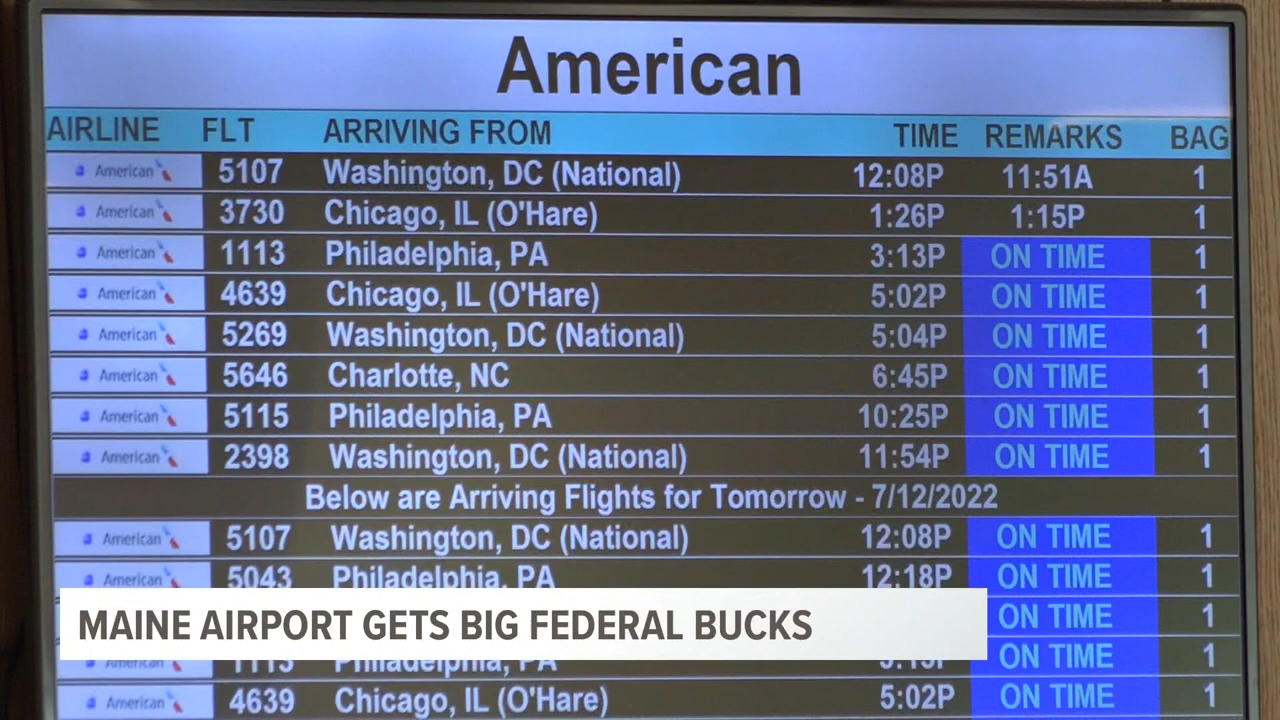 American
AIRLINE FLT ARRIVING FROM TIME REMARKS BAG
American 5107 Washington, DC (National) 12:08P 11:51A 1
American 3730 Chicago, IL (O'Hare) 1:26P 1:15P 1
American 1113 Philadelphia, PA 3:13P ON TIME 1
American 4639 Chicago, IL (O'Hare) 5:02P ON TIME 1
American 5269 Washington, DC (National) 5:04P ON TIME 1
American 5646 Charlotte, NC 6:45P ON TIME 1
American 5115 Philadelphia, PA 10:25P ON TIME 1
American 2398 Washington, DC (National) 11:54P ON TIME 1
Below are Arriving Flights for Tomorrow - 7/12/2022
American 5107 Washington, DC (National) 12:08P ON TIME 1
American 5043 Philadelphia, PA 12:18P ON TIME 1
ON TIME 1
MAINE AIRPORT GETS BIG FEDERAL BUCKS
American 1113 Philadelphia, PA 3:13P ON TIME 1
American 4639 Chicago, IL (O'Hare) 5:02P ON TIME 1